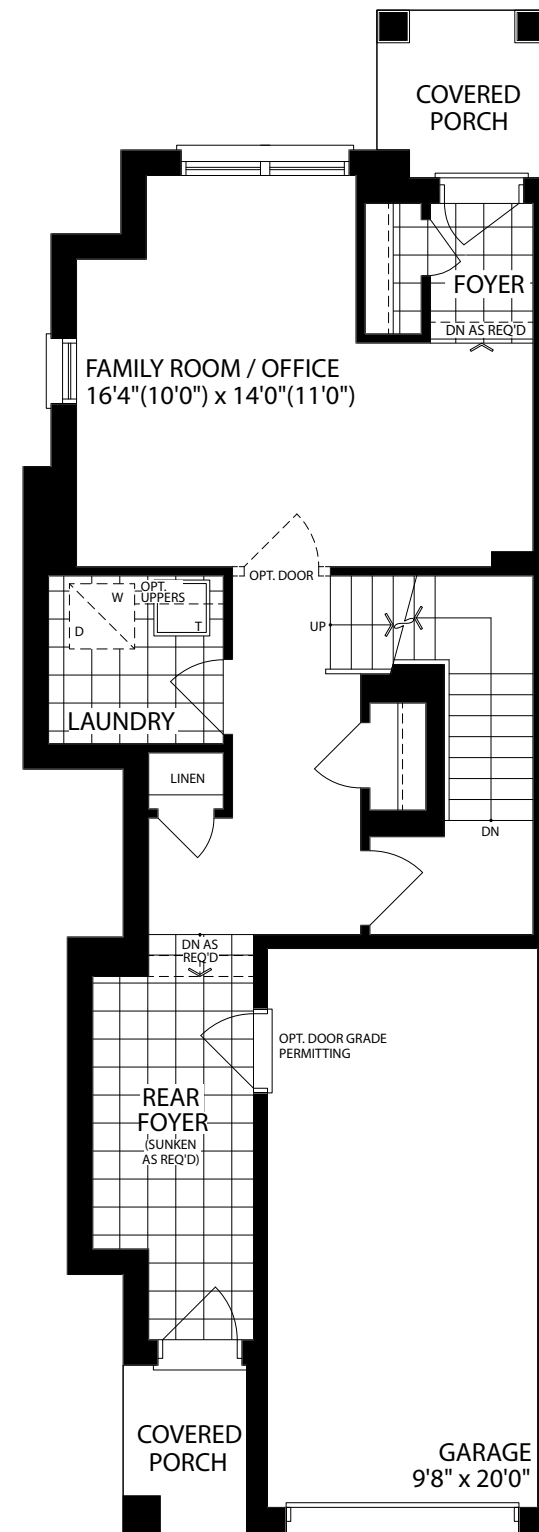 COVERED
PORCH
FOYER
DN AS REQ'D
FAMILY ROOM / OFFICE
16'4"(10'0") x 14'0"(11'0")
OPT. DOOR
OPT.
UPPERS
W
D
T
UP
LAUNDRY
LINEN
DN
DN AS
REQ'D
OPT. DOOR GRADE
PERMITTING
REAR
FOYER
(SUNKEN
AS REQ'D)
COVERED
PORCH
GARAGE
9'8" x 20'0"